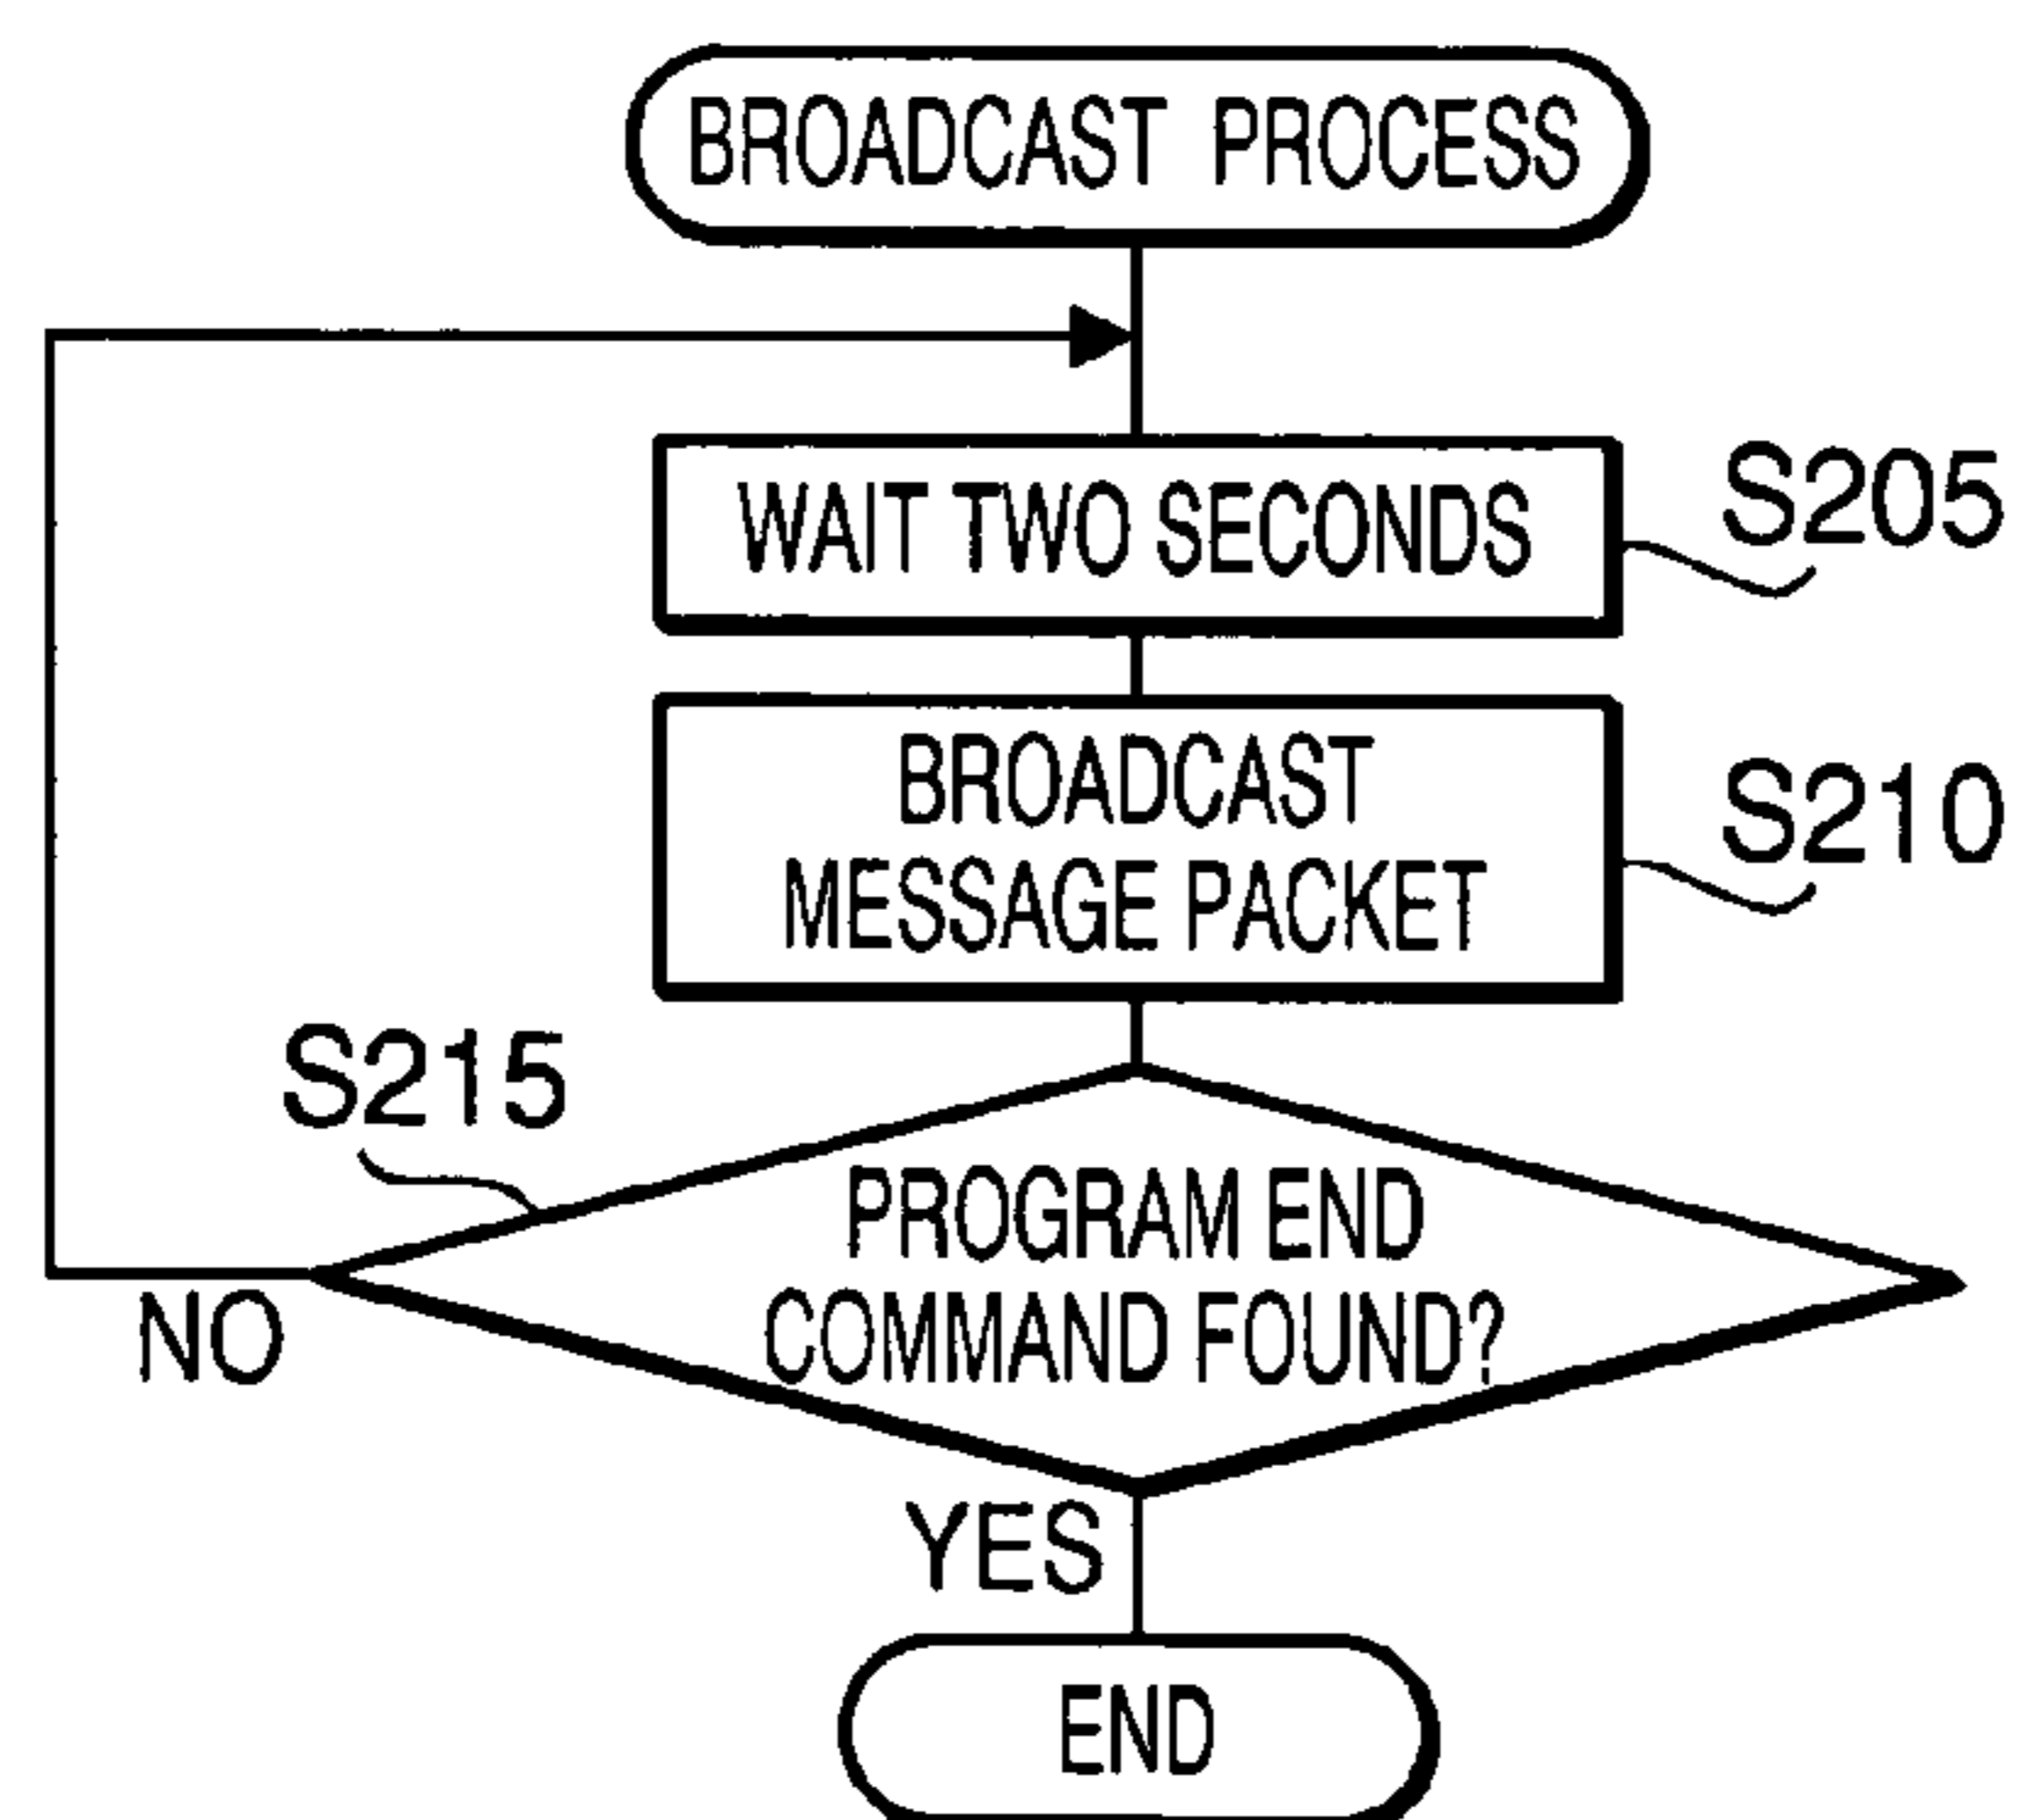 BROADCAST PROCESS
WAIT TWO SECONDS
S205
BROADCAST
MESSAGE PACKET
S210
S215
PROGRAM END
COMMAND FOUND?
NO
YES
END